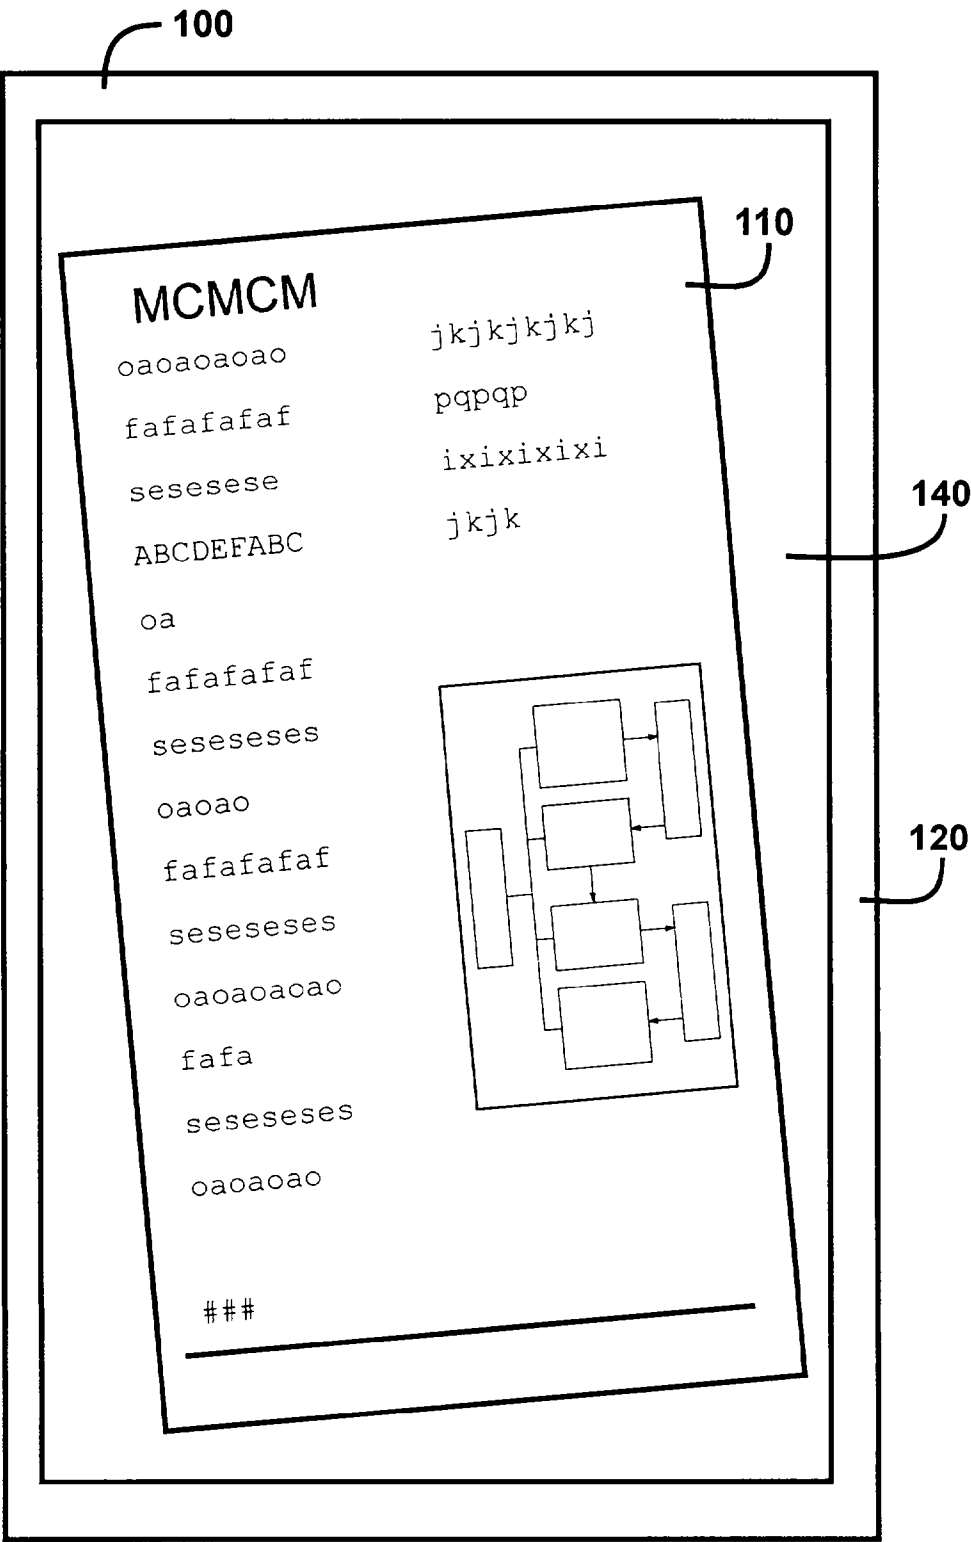 100
110
MCMCM
oaoaoaoao
fafafafaf
sesesese
ABCDEFABC
oa
fafafafaf
seseseses
oaoao
fafafafaf
seseseses
oaoaoaoao
fafa
seseseses
oaoaoao
jkjkjkjkj
pqpqp
ixixixixi
jkjk
140
120
###